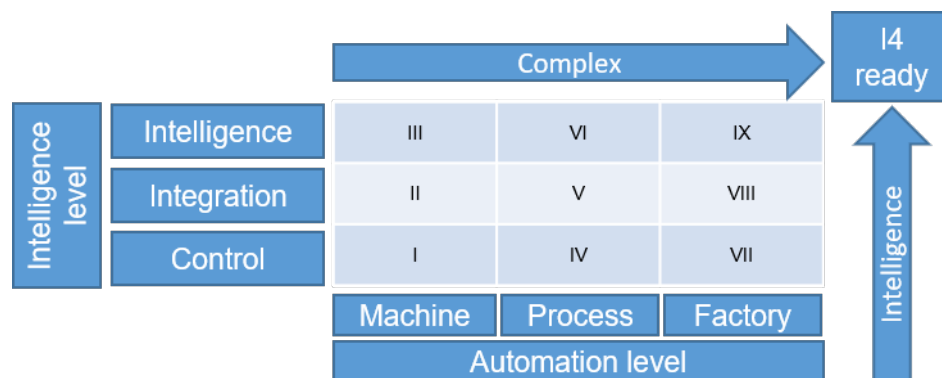 Complex
I4
ready
Intelligence
level
Intelligence
III
VI
IX
Integration
II
V
VIII
Control
I
IV
VII
Intelligence
Machine
Process
Factory
Automation level